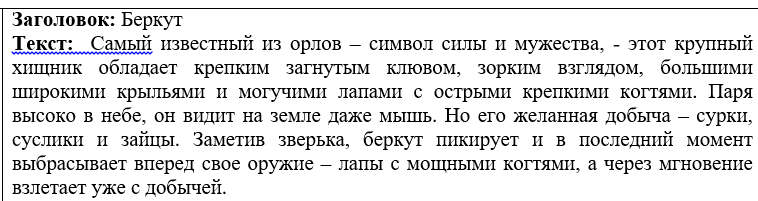 Заголовок: Беркут
Текст: Самый известный из орлов – символ силы и мужества, - этот крупный
хищник обладает крепким загнутым клювом, зорким взглядом, большими
широкими крыльями и могучими лапами с острыми крепкими когтями. Паря
высоко в небе, он видит на земле даже мышь. Но его желанная добыча – сурки,
суслики и зайцы. Заметив зверька, беркут пикирует и в последний момент
выбрасывает вперед свое оружие – лапы с мощными когтями, а через мгновение
взлетает уже с добычей.